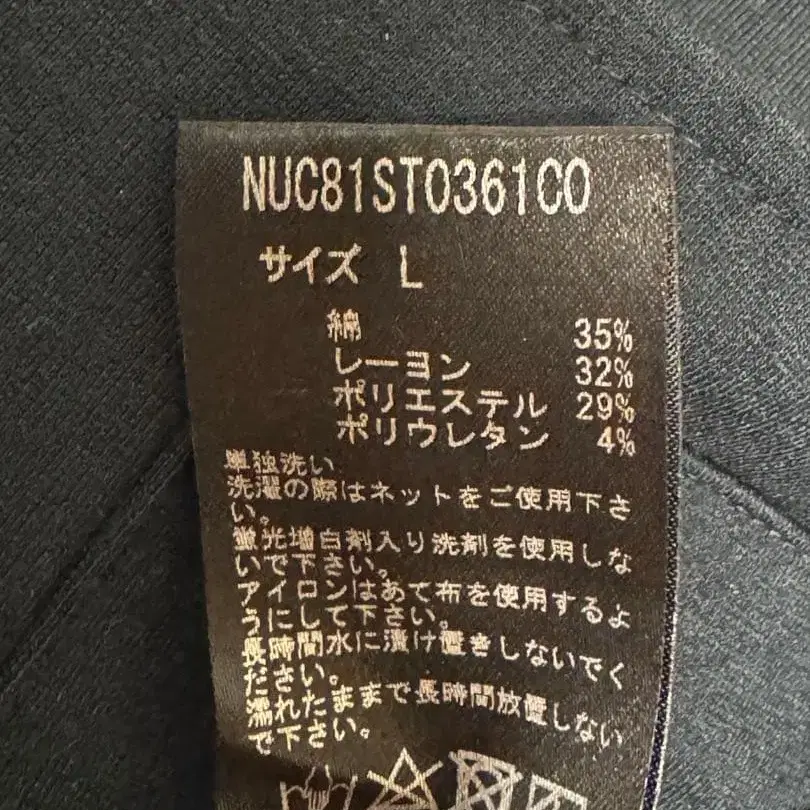 NUC81ST0361CO
サイズ L
綿 35%
レーヨン 32%
ポリエステル 29%
ポリウレタン 4%
単独洗い
洗濯の際はネットをご使用下さ
い。
蛍光増白剤入り洗剤を使用しな
いで下さい。
アイロンはあて布を使用するよ
うにして下さい。
長時間水に漬け置きしないでく
ださい。
濡れたままで長時間放置しない
で下さい。